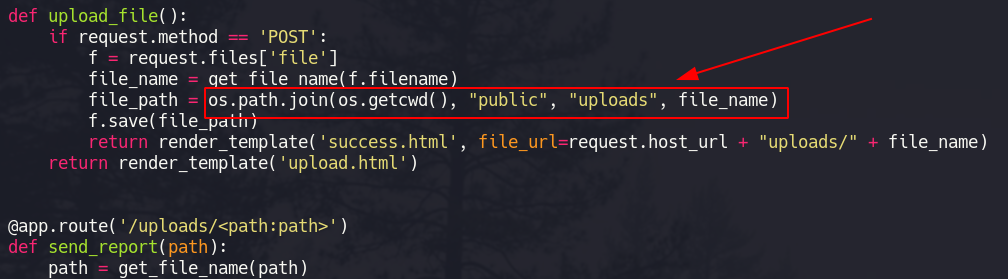 def upload_file():
if request.method == 'POST':
f = request.files['file']
file_name = get_file_name(f.filename)
file_path = os.path.join(os.getcwd(), "public", "uploads", file_name)
f.save(file_path)
return render_template('success.html', file_url=request.host_url + "uploads/" + file_name)
return render_template('upload.html')
@app.route('/uploads/<path:path>')
def send_report(path):
path = get_file_name(path)